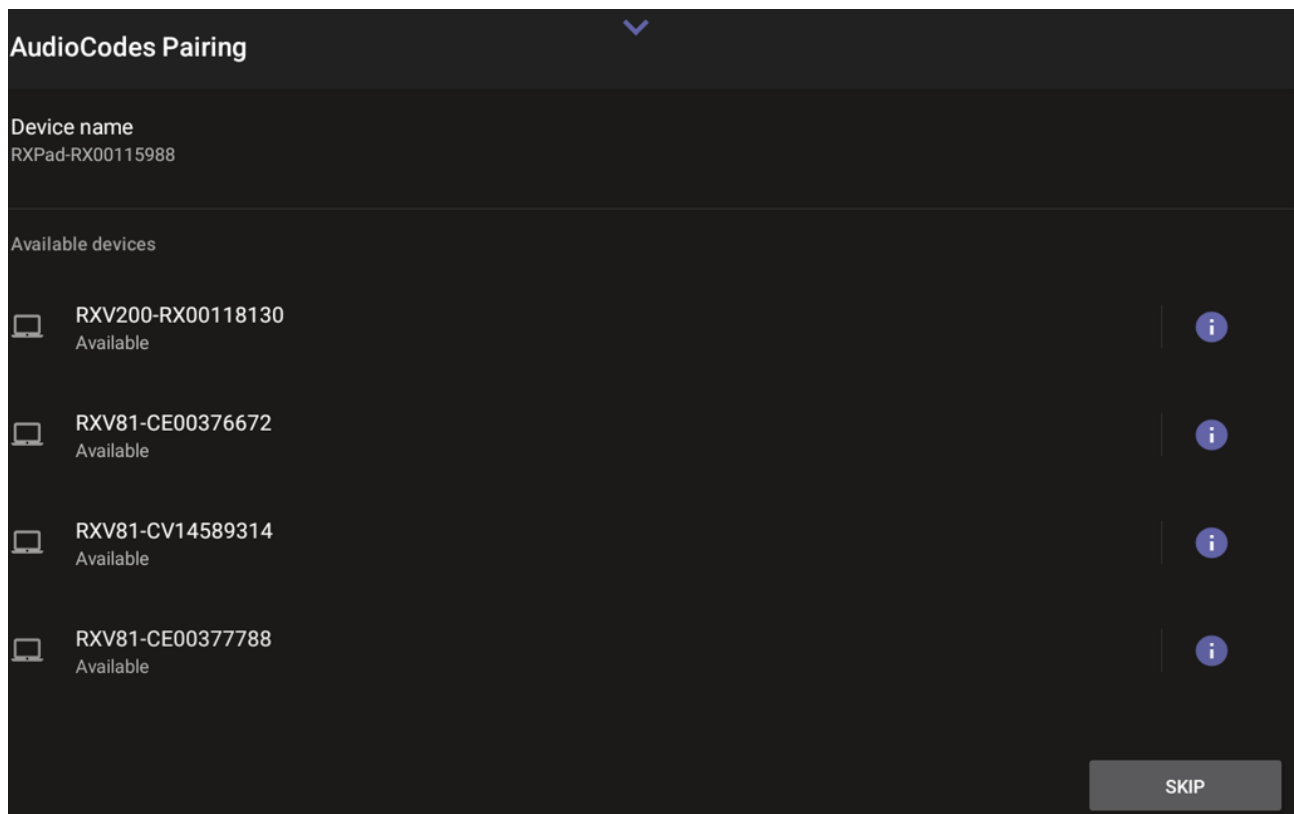 AudioCodes Pairing
Device name
RXPad-RX00115988
Available devices
RXV200-RX00118130
Available
RXV81-CE00376672
Available
RXV81-CV14589314
Available
RXV81-CE00377788
Available
SKIP